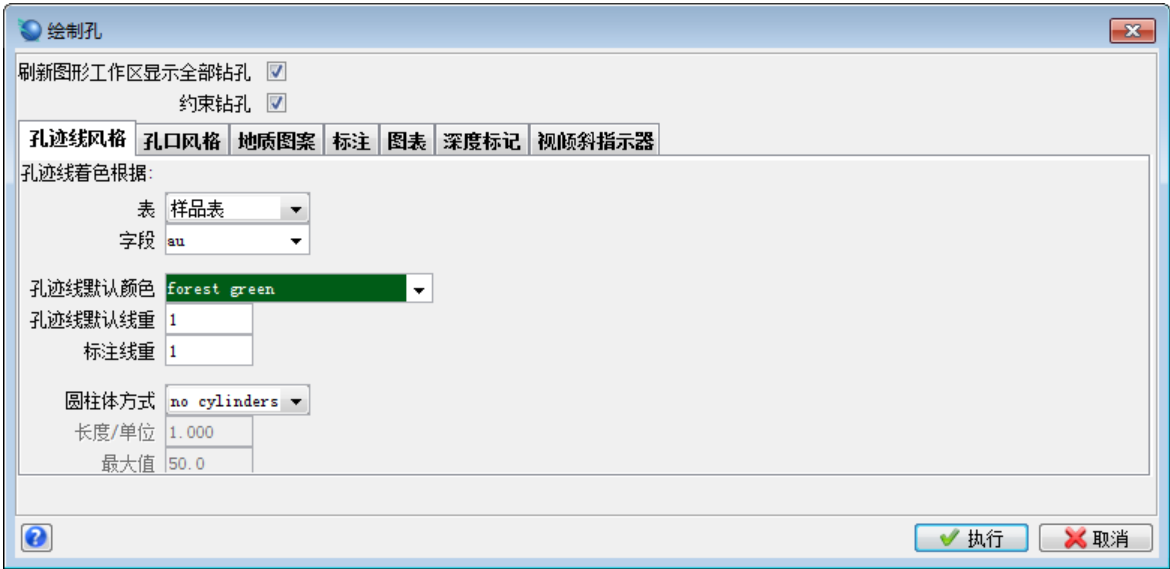 绘制孔
刷新图形工作区显示全部钻孔
约束钻孔
孔迹线风格 孔口风格 地质图案 标注 图表 深度标记 视倾斜指示器
孔迹线着色根据:
表 样品表
字段 au
孔迹线默认颜色 forest green
孔迹线默认线重 1
标注线重 1
圆柱体方式 no cylinders
长度/单位 1.000
最大值 50.0
执行 取消